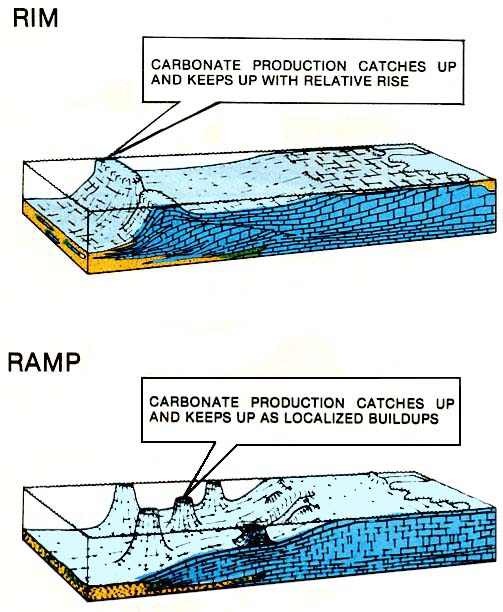 RIM
CARBONATE PRODUCTION CATCHES UP
AND KEEPS UP WITH RELATIVE RISE
RAMP
CARBONATE PRODUCTION CATCHES UP
AND KEEPS UP AS LOCALIZED BUILDUPS